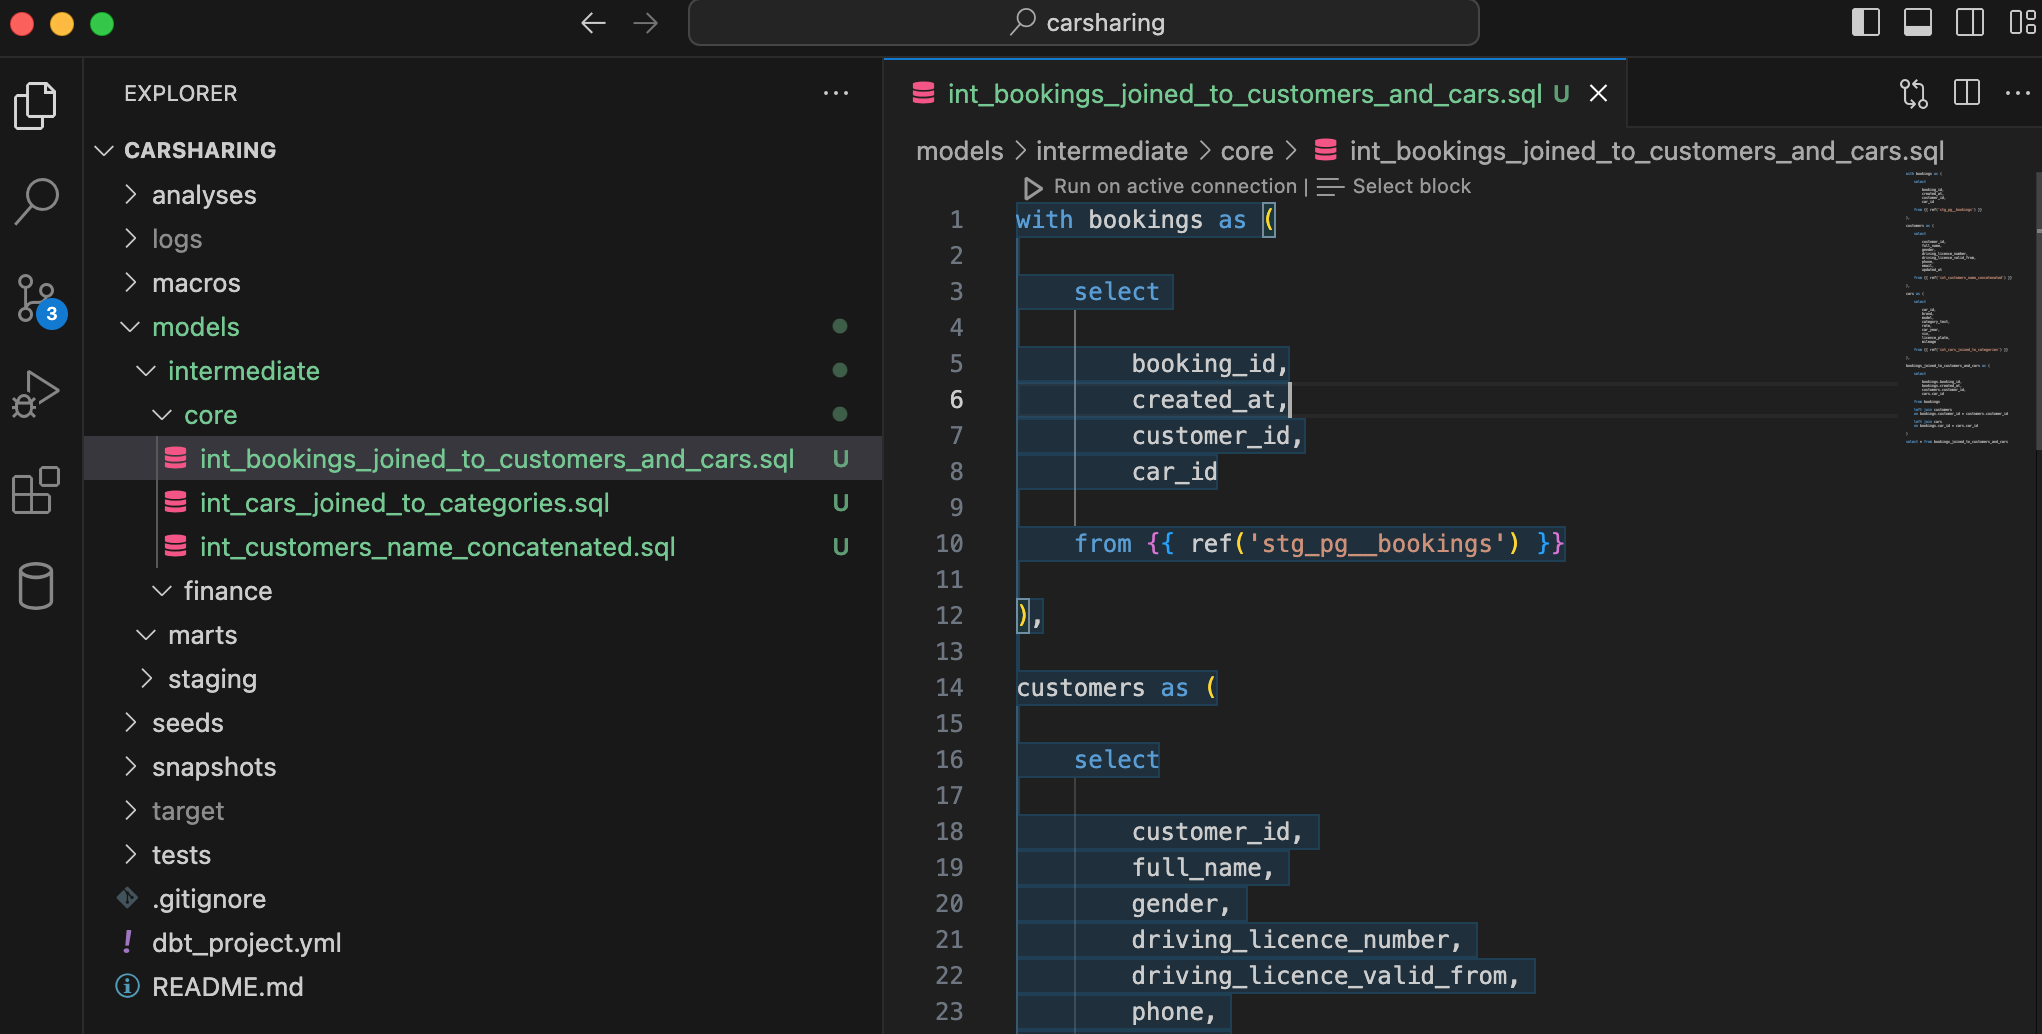 carsharing
EXPLORER
CARSHARING
analyses
logs
macros
3
models
intermediate
core
int_bookings_joined_to_customers_and_cars.sql U
int_cars_joined_to_categories.sql U
int_customers_name_concatenated.sql U
finance
marts
staging
seeds
snapshots
target
tests
.gitignore
! dbt_project.yml
README.md
int_bookings_joined_to_customers_and_cars.sql U
models > intermediate > core > int_bookings_joined_to_customers_and_cars.sql
Run on active connection | Select block
1 with bookings as (
2
3 select
4
5 booking_id,
6 created_at,
7 customer_id,
8 car_id
9
10 from {{ ref('stg_pg__bookings') }}
11
12 ),
13
14 customers as (
15
16 select
17
18 customer_id,
19 full_name,
20 gender,
21 driving_licence_number,
22 driving_licence_valid_from,
23 phone,